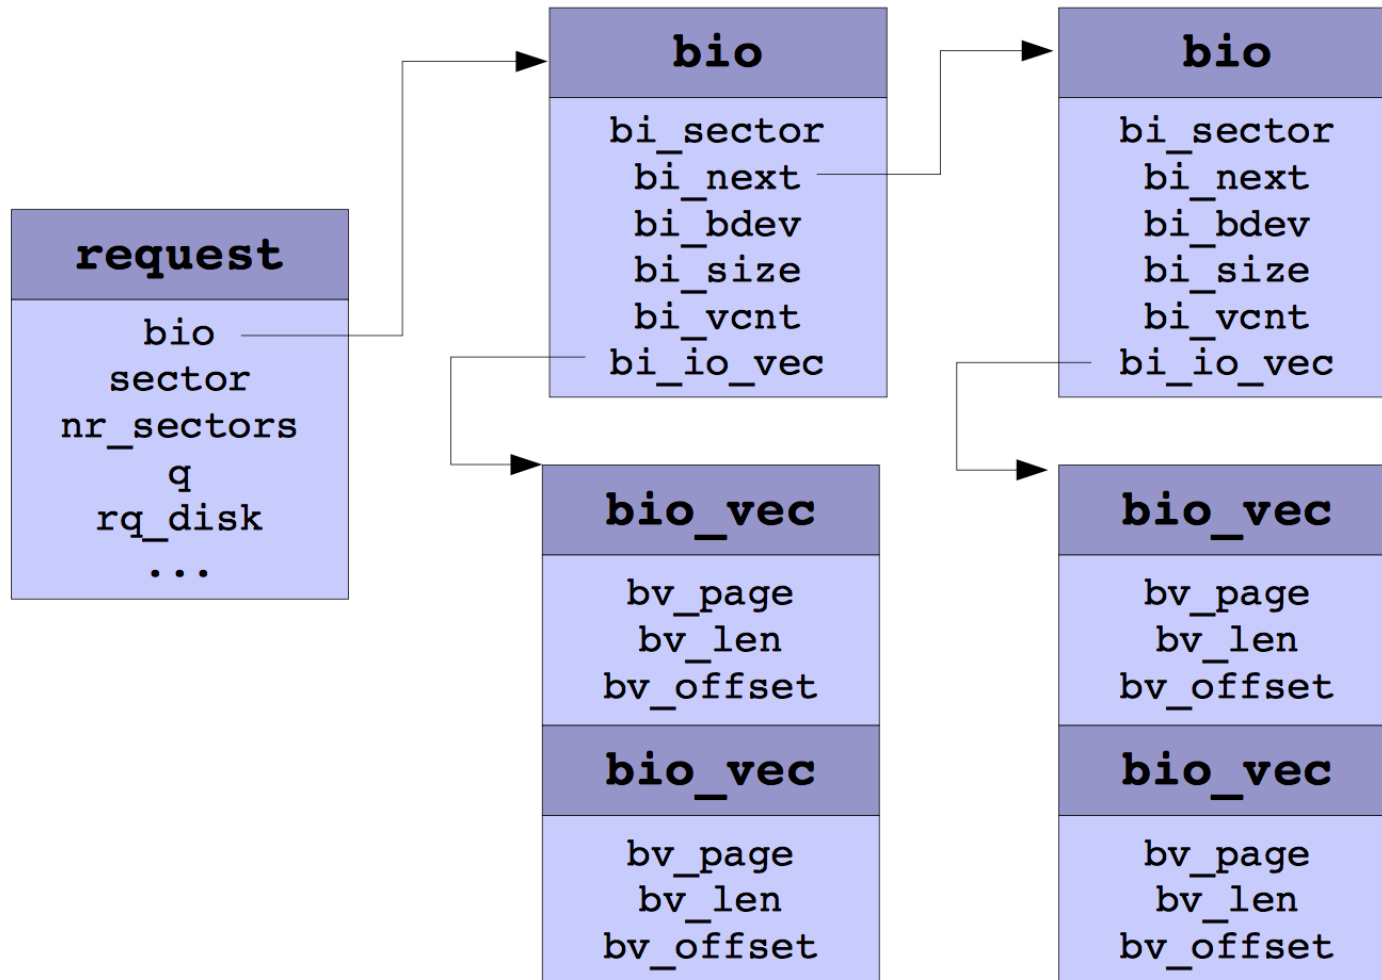 request
bio
sector
nr_sectors
q
rq_disk
...
bio
bi_sector
bi_next
bi_bdev
bi_size
bi_vcnt
bi_io_vec
bio_vec
bv_page
bv_len
bv_offset
bio_vec
bv_page
bv_len
bv_offset
bio
bi_sector
bi_next
bi_bdev
bi_size
bi_vcnt
bi_io_vec
bio_vec
bv_page
bv_len
bv_offset
bio_vec
bv_page
bv_len
bv_offset